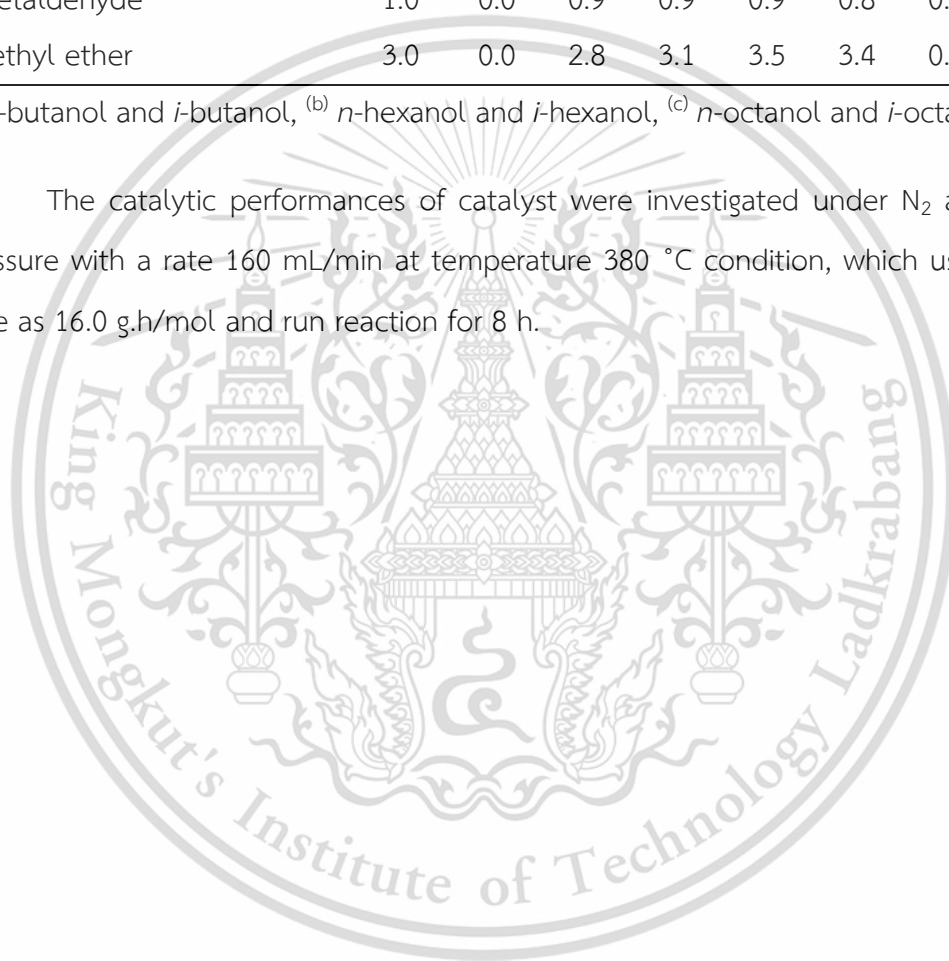 etaldehyde 1.0 0.0 0.9 0.9 0.9 0.8 0.
ethyl ether 3.0 0.0 2.8 3.1 3.5 3.4 0.
-butanol and i-butanol, (b) n-hexanol and i-hexanol, (c) n-octanol and i-octa
The catalytic performances of catalyst were investigated under N2 a
ssure with a rate 160 mL/min at temperature 380 °C condition, which us
e as 16.0 g.h/mol and run reaction for 8 h.
King Mongkut's Institute of Technology Ladkrabang